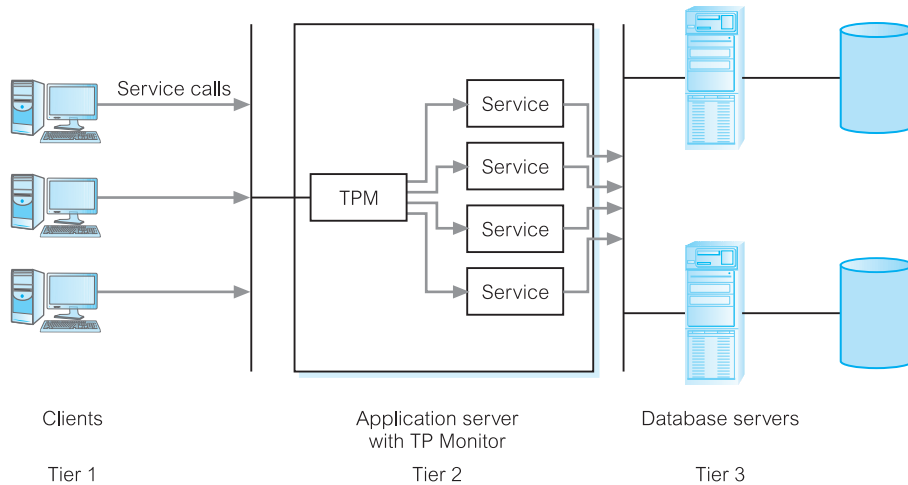 Service calls
TPM
Service
Service
Service
Service
Clients
Application server
with TP Monitor
Database servers
Tier 1
Tier 2
Tier 3